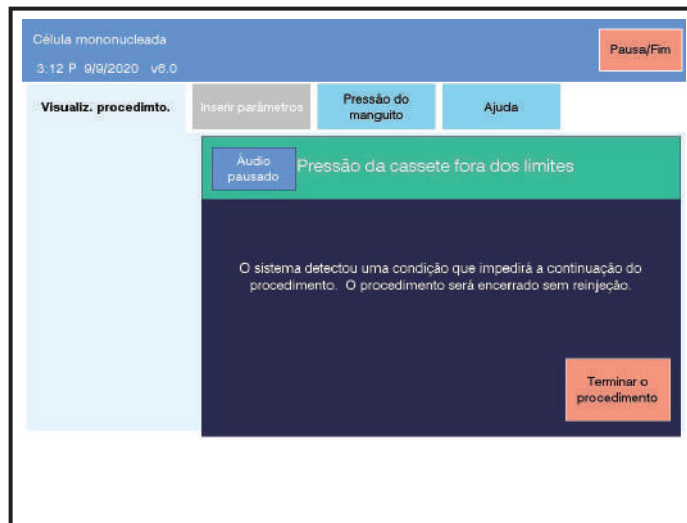 Célula mononucleada
Pausa/Fim
3:12 P 9/9/2020 v6.0
Visualiz. procedimto.
Inserir parâmetros
Pressão do
manguito
Ajuda
Áudio
pausado
Pressão da cassete fora dos limites
O sistema detectou uma condição que impedirá a continuação do
procedimento. O procedimento será encerrado sem reinjeção.
Terminar o
procedimento